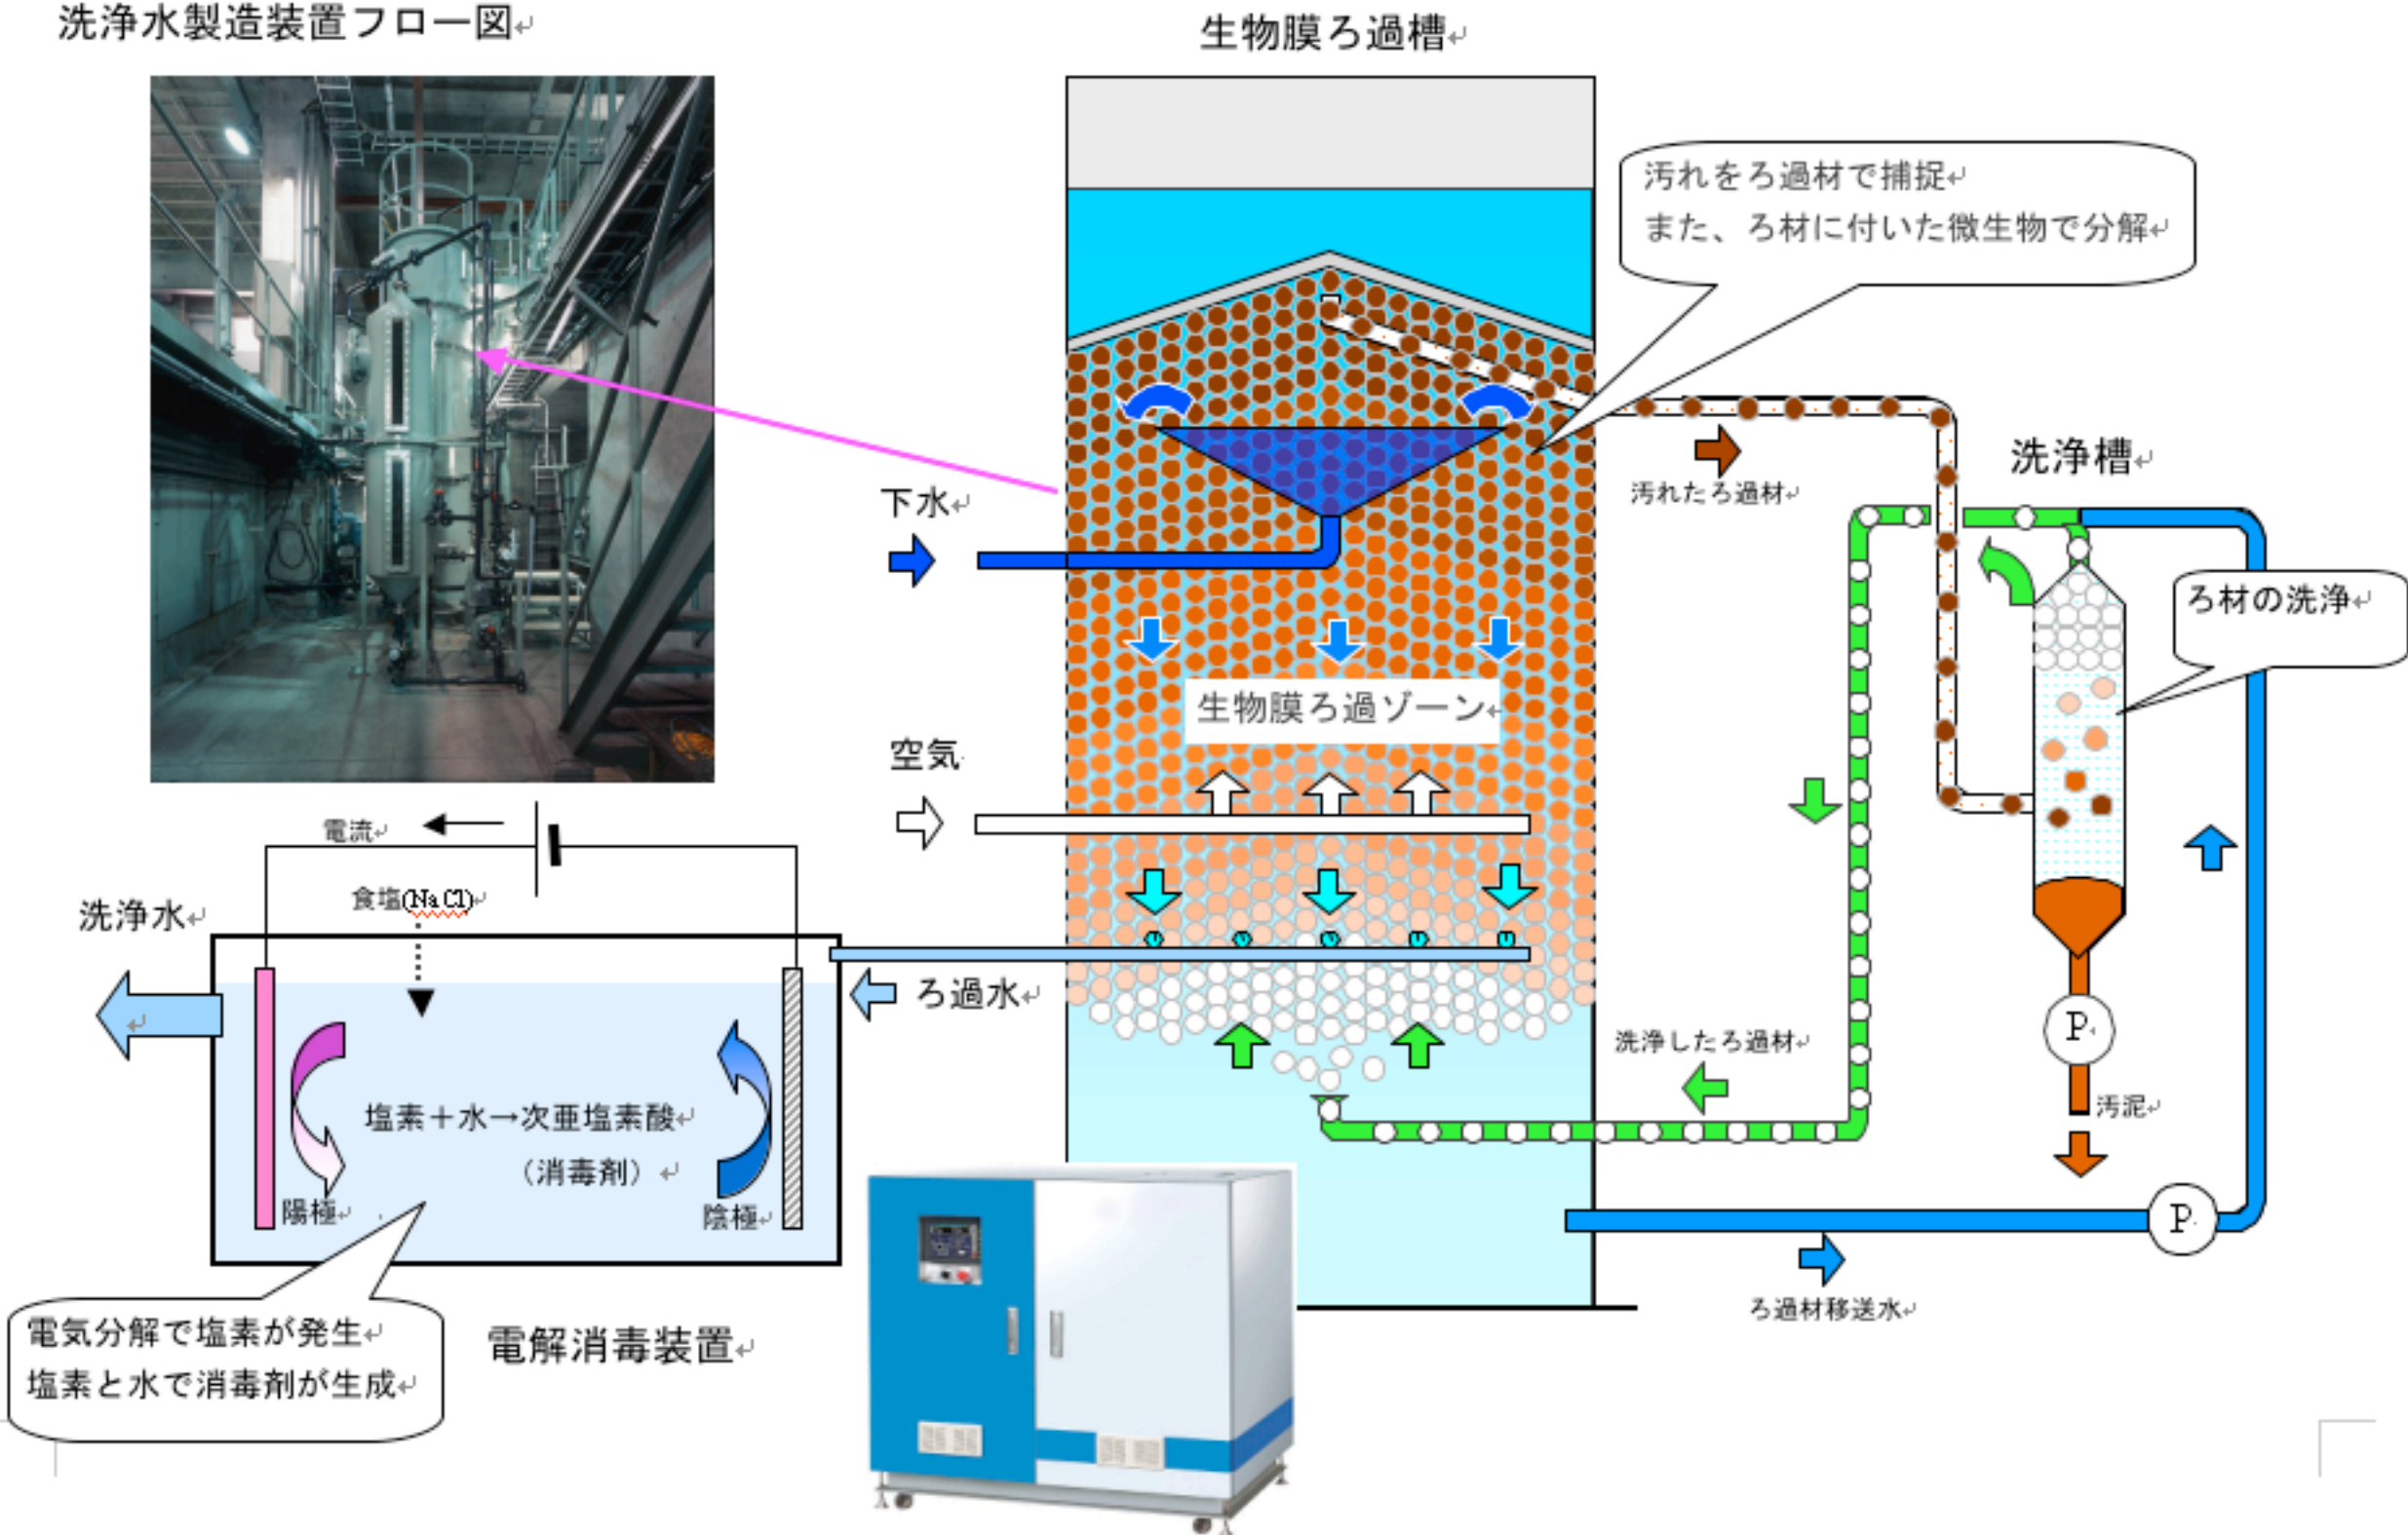 洗浄水製造装置フロー図
生物膜ろ過槽
汚れをろ過材で捕捉
また、ろ材に付いた微生物で分解
汚れたろ過材
洗浄槽
下水
ろ材の洗浄
生物膜ろ過ゾーン
空気
電流
食塩(NaCl)
洗浄水
ろ過水
洗浄したろ過材
P
汚泥
塩素＋水→次亜塩素酸
（消毒剤）
陽極
陰極
P
ろ過材移送水
電気分解で塩素が発生
塩素と水で消毒剤が生成
電解消毒装置